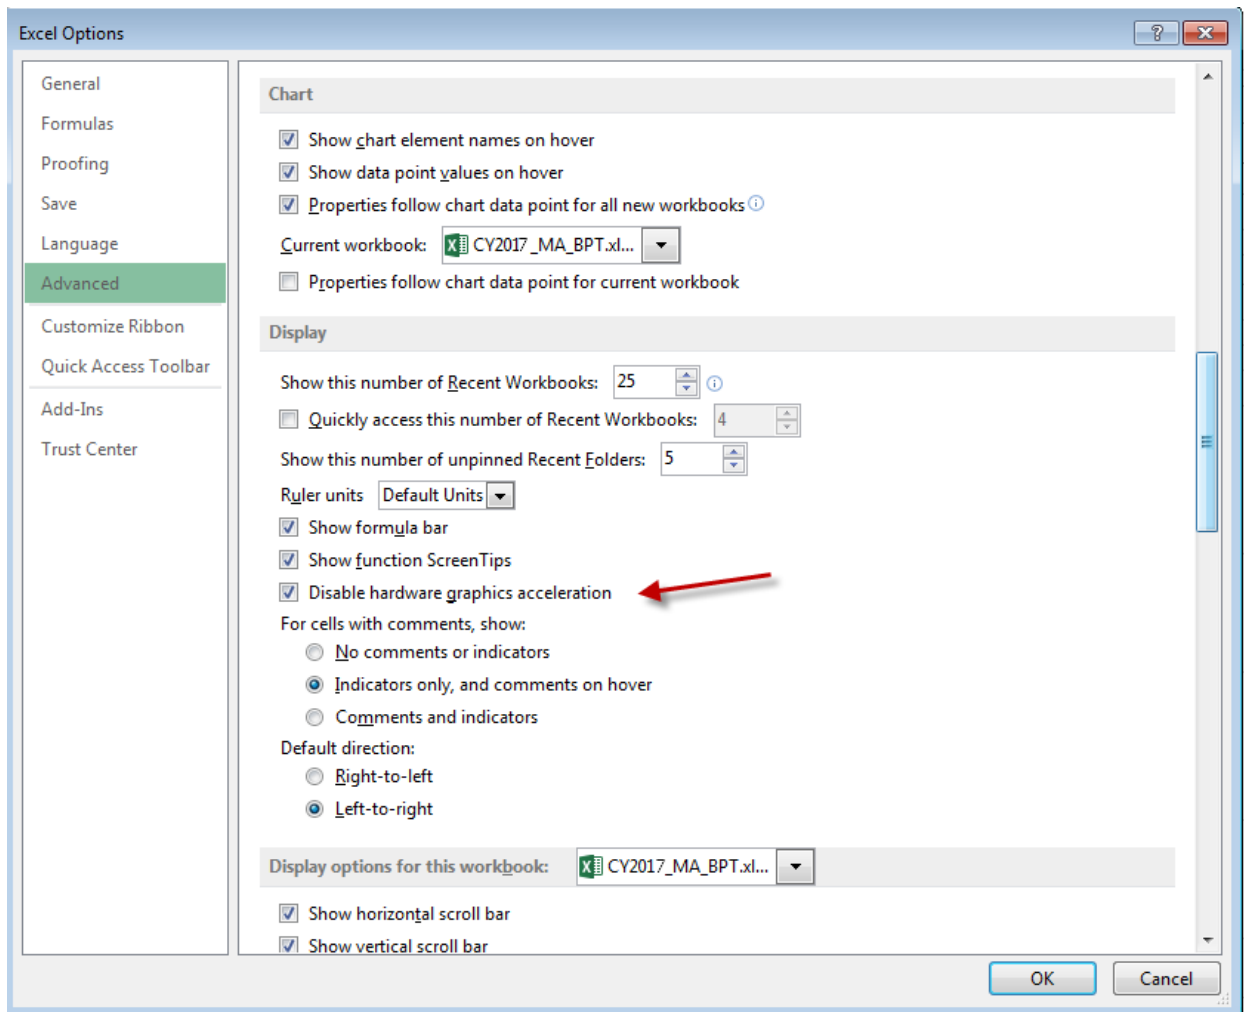 Excel Options
General
Formulas
Proofing
Save
Language
Advanced
Customize Ribbon
Quick Access Toolbar
Add-Ins
Trust Center
Chart
Show chart element names on hover
Show data point values on hover
Properties follow chart data point for all new workbooks
Current workbook: CY2017_MA_BPT.xl...
Properties follow chart data point for current workbook
Display
Show this number of Recent Workbooks: 25
Quickly access this number of Recent Workbooks: 4
Show this number of unpinned Recent Folders: 5
Ruler units Default Units
Show formula bar
Show function ScreenTips
Disable hardware graphics acceleration
For cells with comments, show:
No comments or indicators
Indicators only, and comments on hover
Comments and indicators
Default direction:
Right-to-left
Left-to-right
Display options for this workbook: CY2017_MA_BPT.xl...
Show horizontal scroll bar
Show vertical scroll bar
OK Cancel